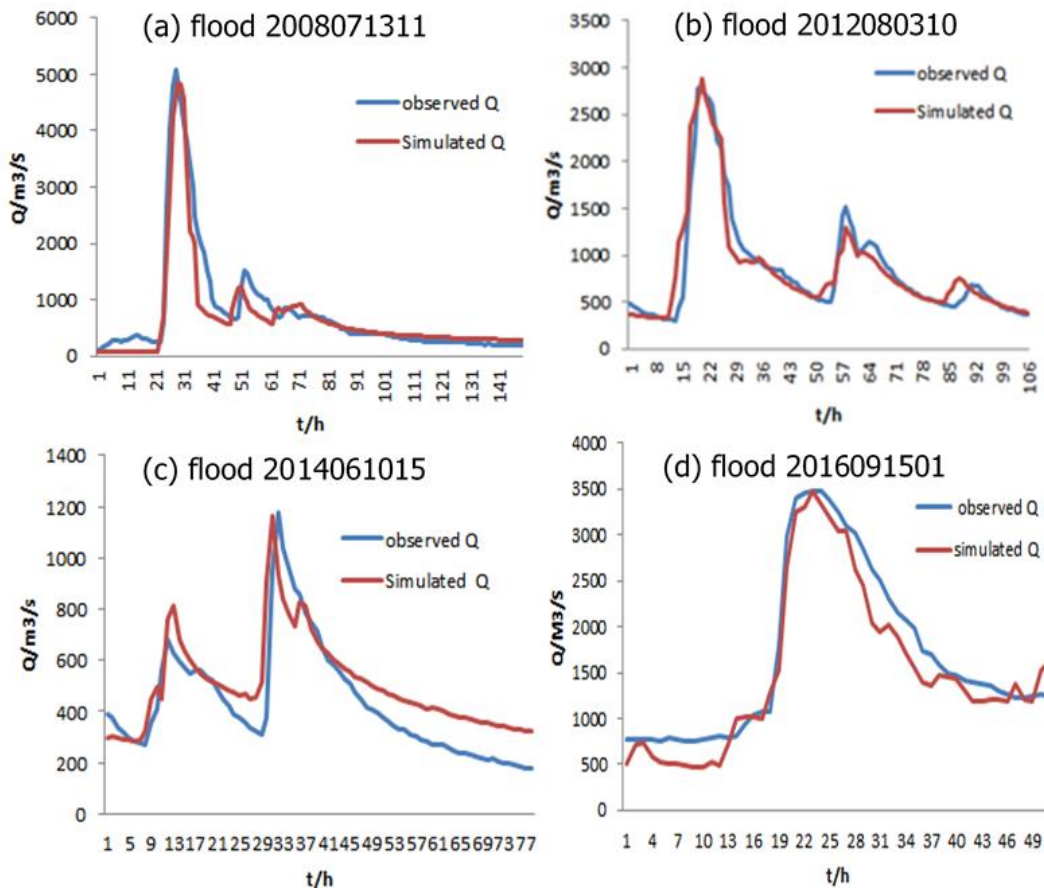 (a) flood 2008071311
6000
5000
4000
3000
2000
1000
0
Q/m3/s
observed Q
Simulated Q
1 11 21 31 41 51 61 71 81 91 101 111 121 131 141
t/h
(b) flood 2012080310
3500
3000
2500
2000
1500
1000
500
0
Q/m3/s
observed Q
Simulated Q
1 8 15 22 29 36 43 50 57 64 71 78 85 92 99 106
t/h
(c) flood 2014061015
1400
1200
1000
800
600
400
200
0
Q/m3/s
observed Q
Simulated Q
1 5 9 13 17 21 25 29 33 37 41 45 49 53 57 61 65 69 73 77
t/h
(d) flood 2016091501
4000
3500
3000
2500
2000
1500
1000
500
0
Q/M3/s
observed Q
simulated Q
1 4 7 10 13 16 19 22 25 28 31 34 37 40 43 46 49
t/h